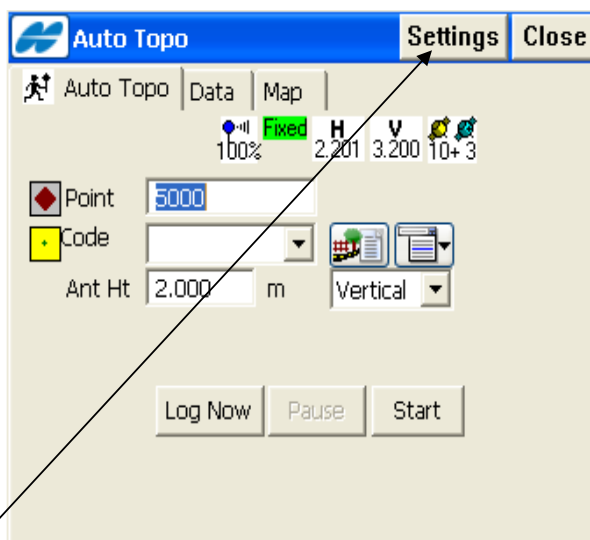 Auto Topo Settings Close
Auto Topo Data Map
Fixed H V
100% 2.201 3.200 10+ 3
Point 5000
Code
Ant Ht 2.000 m Vertical
Log Now Pause Start